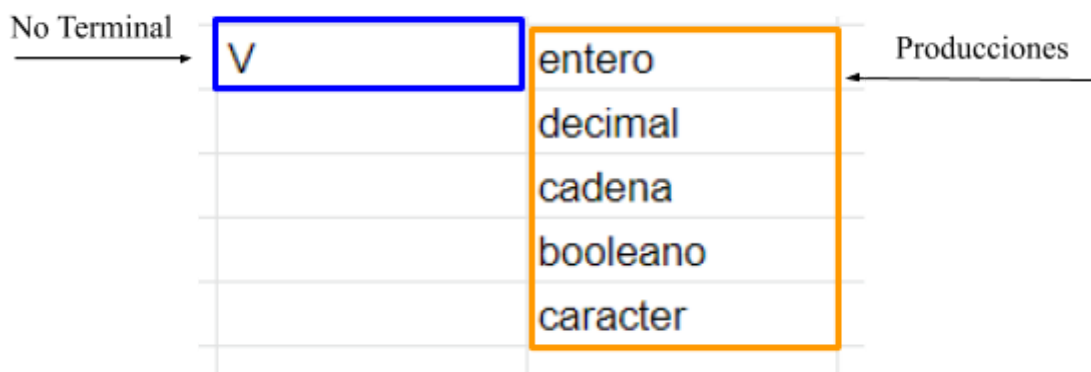 No Terminal
V
entero
Producciones
decimal
cadena
booleano
caracter